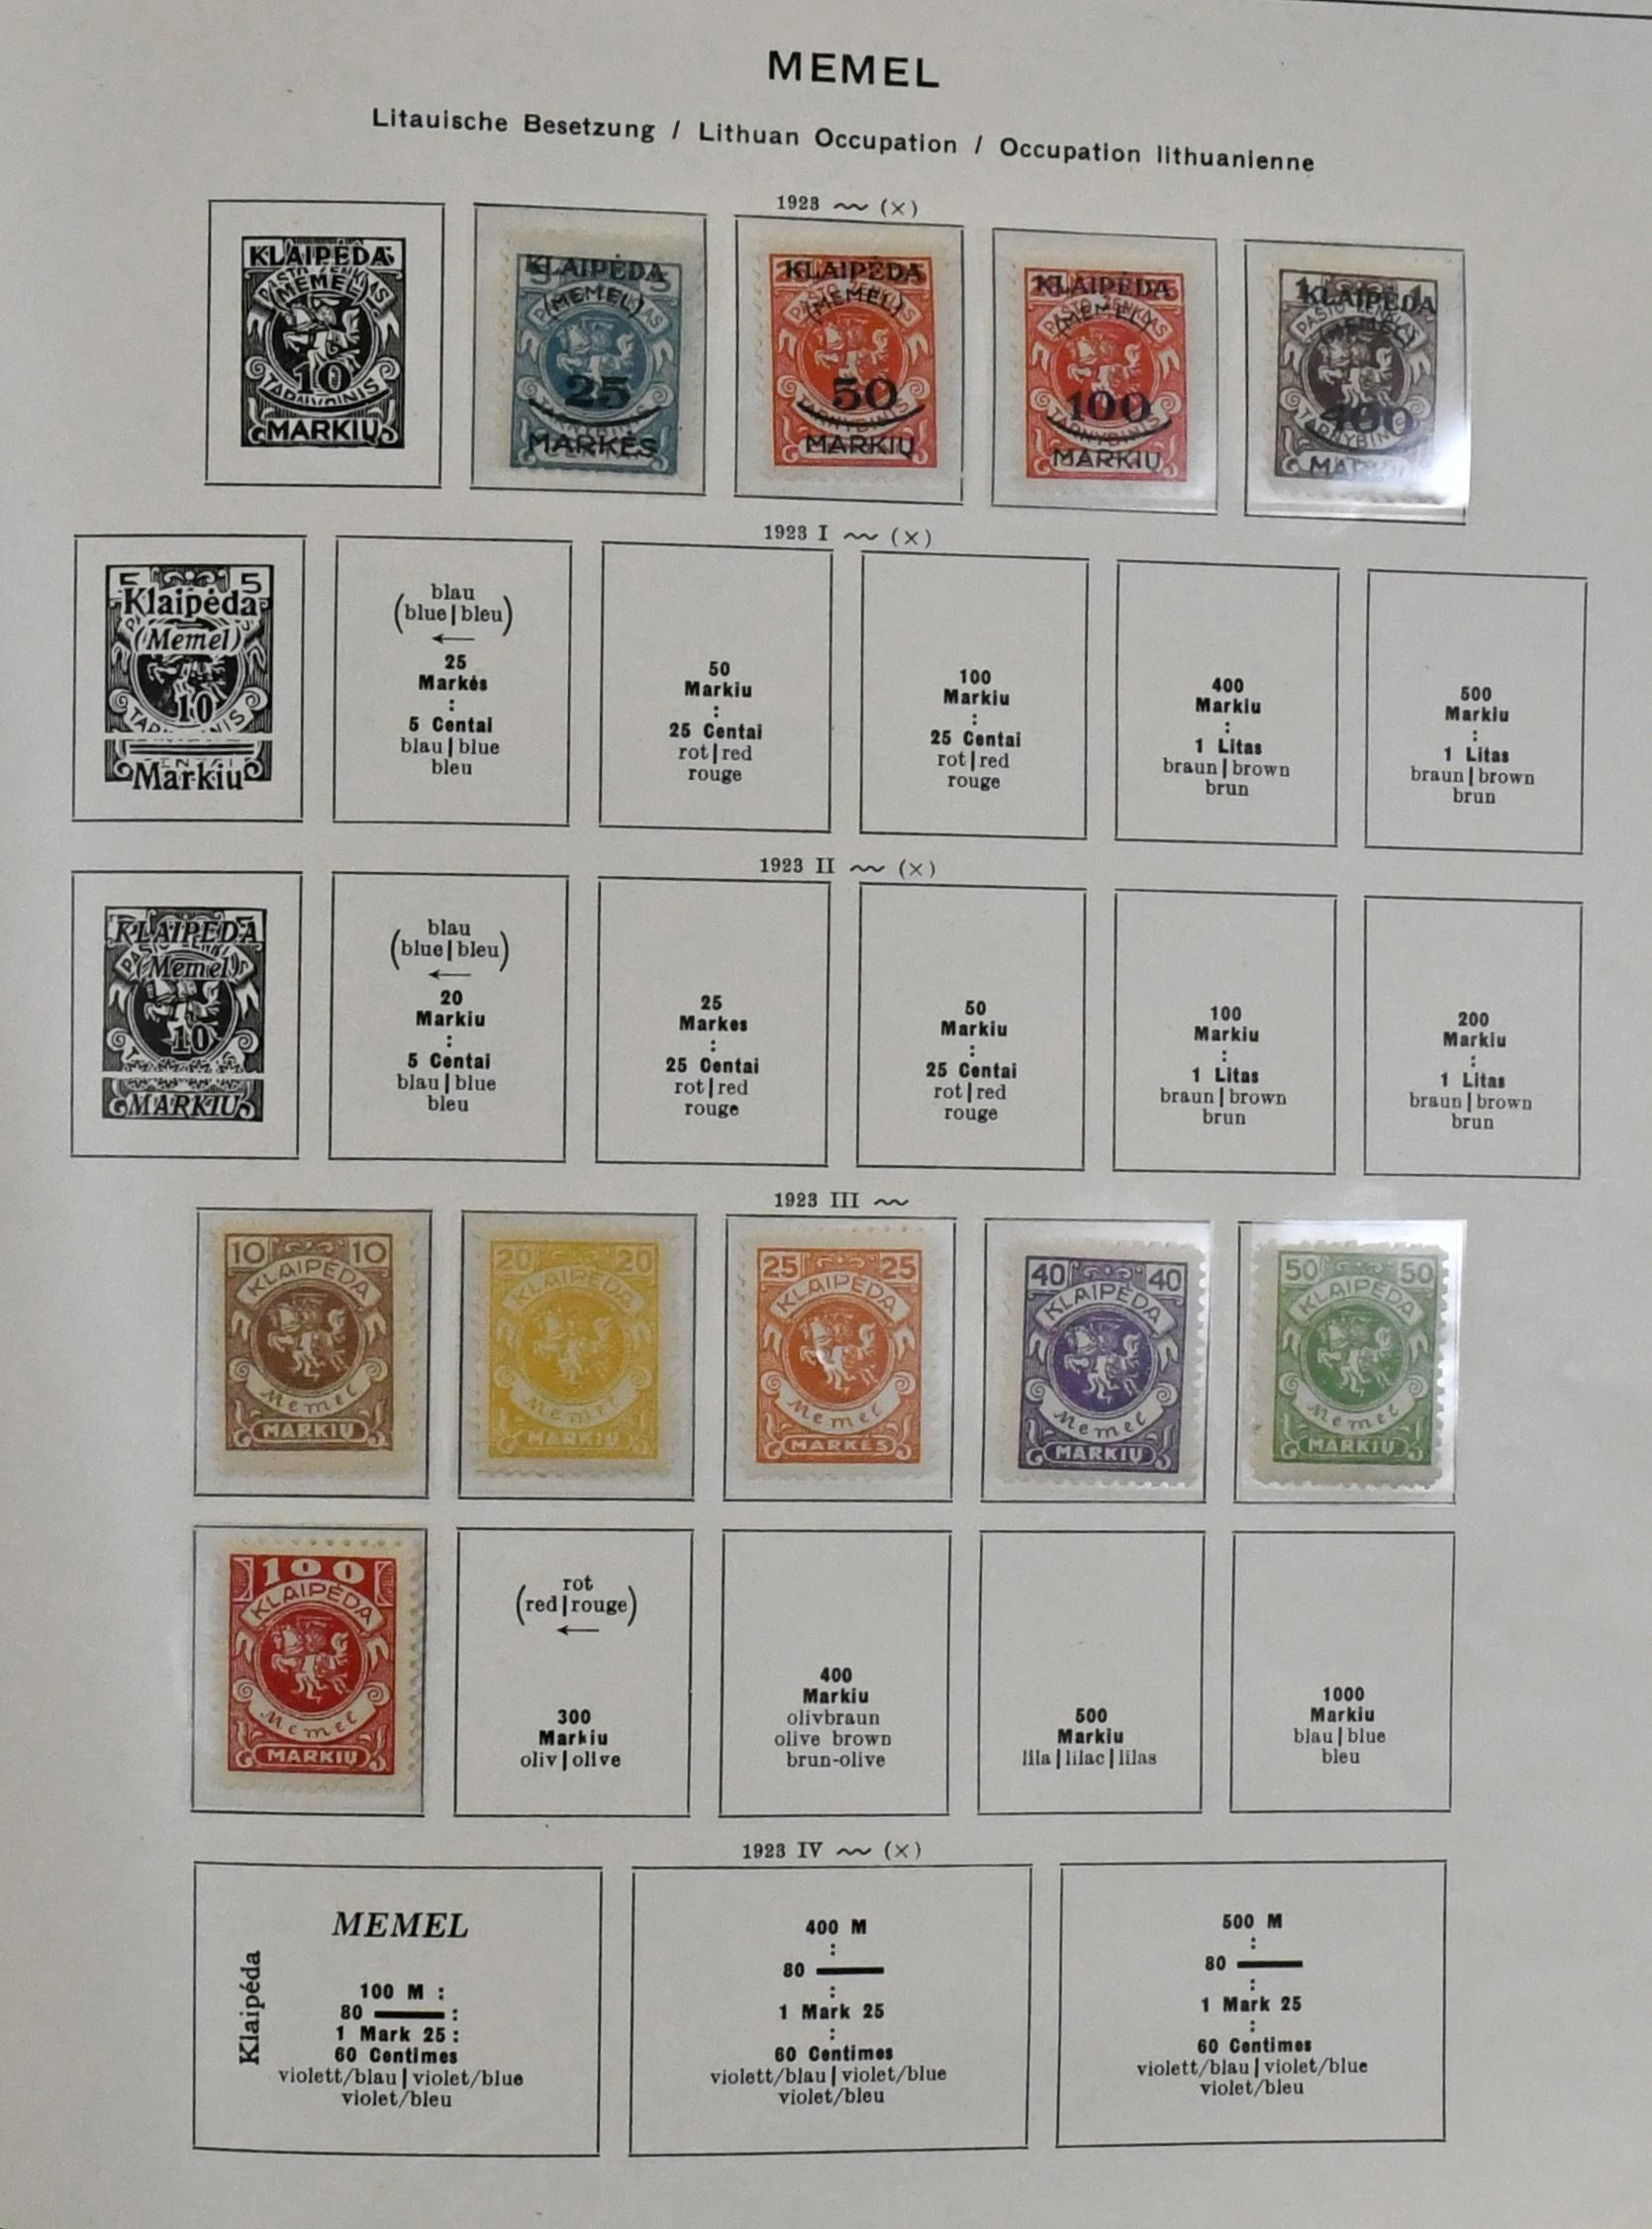 MEMEL
Litauische Besetzung / Lithuan Occupation / Occupation lithuanienne
1923 ~ (×)
KLAIPĖDA
(MEMEL)
10
MARKIŲ
KLAIPĖDA
(MEMEL)
25
MARKĖS
KLAIPĖDA
(MEMEL)
50
MARKIŲ
KLAIPĖDA
(MEMEL)
100
MARKIŲ
KLAIPĖDA
(MEMEL)
400
1923 I ~ (×)
5 5
Klaipėda
(Memel)
10
Markiu
blau
(blue|bleu)
←
25
Markés
:
5 Centai
blau|blue
bleu
50
Markiu
:
25 Centai
rot|red
rouge
100
Markiu
:
25 Centai
rot|red
rouge
400
Markiu
:
1 Litas
braun|brown
brun
500
Markiu
:
1 Litas
braun|brown
brun
1923 II ~ (×)
KLAIPEDA
(Memel)
10
MARKIU
blau
(blue|bleu)
←
20
Markiu
:
5 Centai
blau|blue
bleu
25
Markes
:
25 Centai
rot|red
rouge
50
Markiu
:
25 Centai
rot|red
rouge
100
Markiu
:
1 Litas
braun|brown
brun
200
Markiu
:
1 Litas
braun|brown
brun
1923 III ~
10 10
KLAIPĖDA
Memel
MARKIŲ
20 20
KLAIPĖDA
Memel
MARKIŲ
25 25
KLAIPĖDA
Memel
MARKĖS
40 40
KLAIPĖDA
Memel
MARKIŲ
50 50
KLAIPĖDA
Memel
MARKIŲ
100
KLAIPĖDA
Memel
MARKIŲ
rot
(red|rouge)
←
300
Markiu
oliv|olive
400
Markiu
olivbraun
olive brown
brun-olive
500
Markiu
lila|lilac|lilas
1000
Markiu
blau|blue
bleu
1923 IV ~ (×)
MEMEL
Klaipéda
100 M :
80 — :
1 Mark 25 :
60 Centimes
violett/blau|violet/blue
violet/bleu
400 M
:
80 —
:
1 Mark 25
:
60 Centimes
violett/blau|violet/blue
violet/bleu
500 M
:
80 —
:
1 Mark 25
:
60 Centimes
violett/blau|violet/blue
violet/bleu